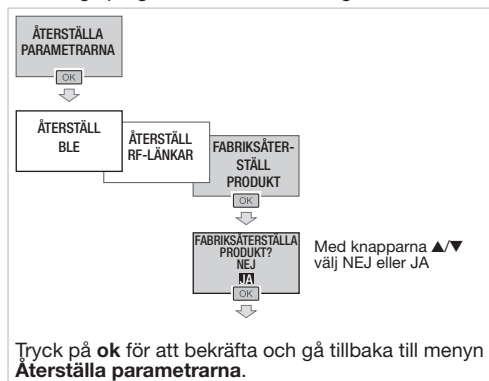 ÅTERSTÄLLA
PARAMETRARNA
OK
ÅTERSTÄLL
BLE
ÅTERSTÄLL
RF-LÄNKAR
FABRIKSÅTER-
STÄLL
PRODUKT
OK
FABRIKSÅTERSTÄLLA
PRODUKT?
NEJ
JA
OK
Med knapparna ▲/▼
välj NEJ eller JA
Tryck på ok för att bekräfta och gå tillbaka till menyn
Återställa parametrarna.